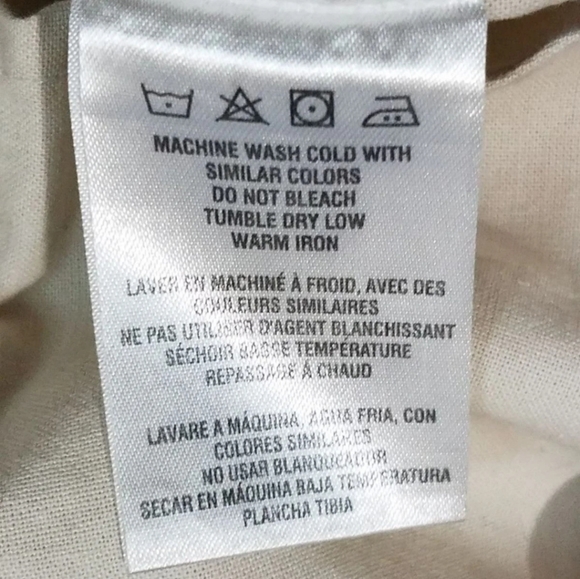 MACHINE WASH COLD WITH
SIMILAR COLORS
DO NOT BLEACH
TUMBLE DRY LOW
WARM IRON
LAVER EN MACHINÉ À FROID, AVEC DES
COULEURS SIMILAIRES
NE PAS UTILISER D'AGENT BLANCHISSANT
SÉCHOIR BASSE TEMPÉRATURE
REPASSAGE À CHAUD
LAVARE A MÁQUINA, AGUA FRIA, CON
COLORES SIMILARES
NO USAR BLANQUEADOR
SECAR EN MÁQUINA BAJA TEMPERATURA
PLANCHA TIBIA